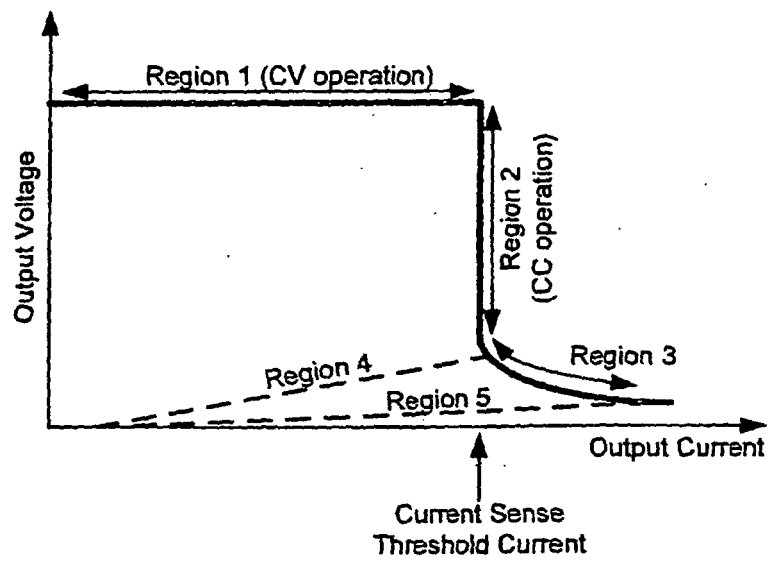 Region 1 (CV operation)
Output Voltage
Region 2
(CC operation)
Region 3
Region 4
Region 5
Output Current
Current Sense
Threshold Current